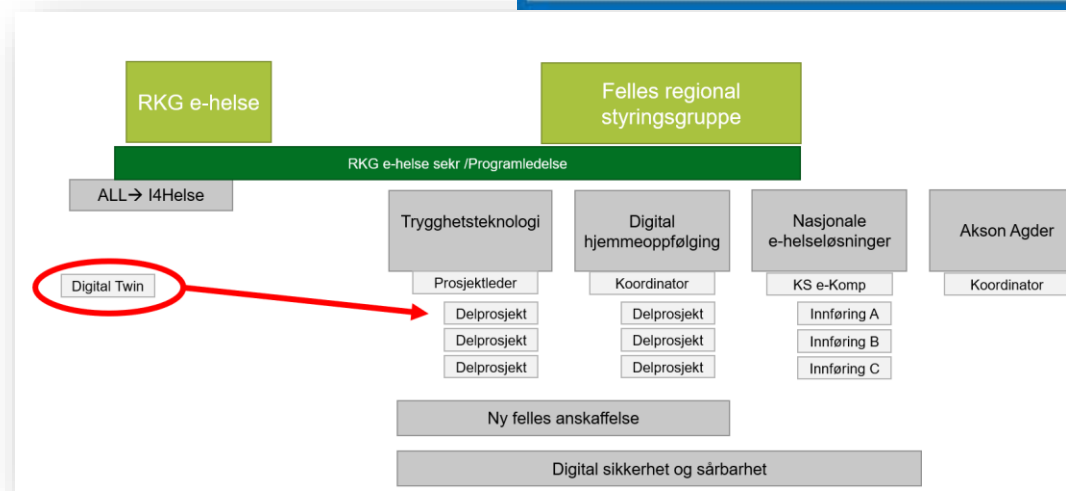 RKG e-helse
Felles regional
styringsgruppe
RKG e-helse sekr /Programledelse
ALL→ I4Helse
Trygghetsteknologi
Digital
hjemmeoppfølging
Nasjonale
e-helseløsninger
Akson Agder
Digital Twin
Prosjektleder
Koordinator
KS e-Komp
Koordinator
Delprosjekt
Delprosjekt
Innføring A
Delprosjekt
Delprosjekt
Innføring B
Delprosjekt
Delprosjekt
Innføring C
Ny felles anskaffelse
Digital sikkerhet og sårbarhet